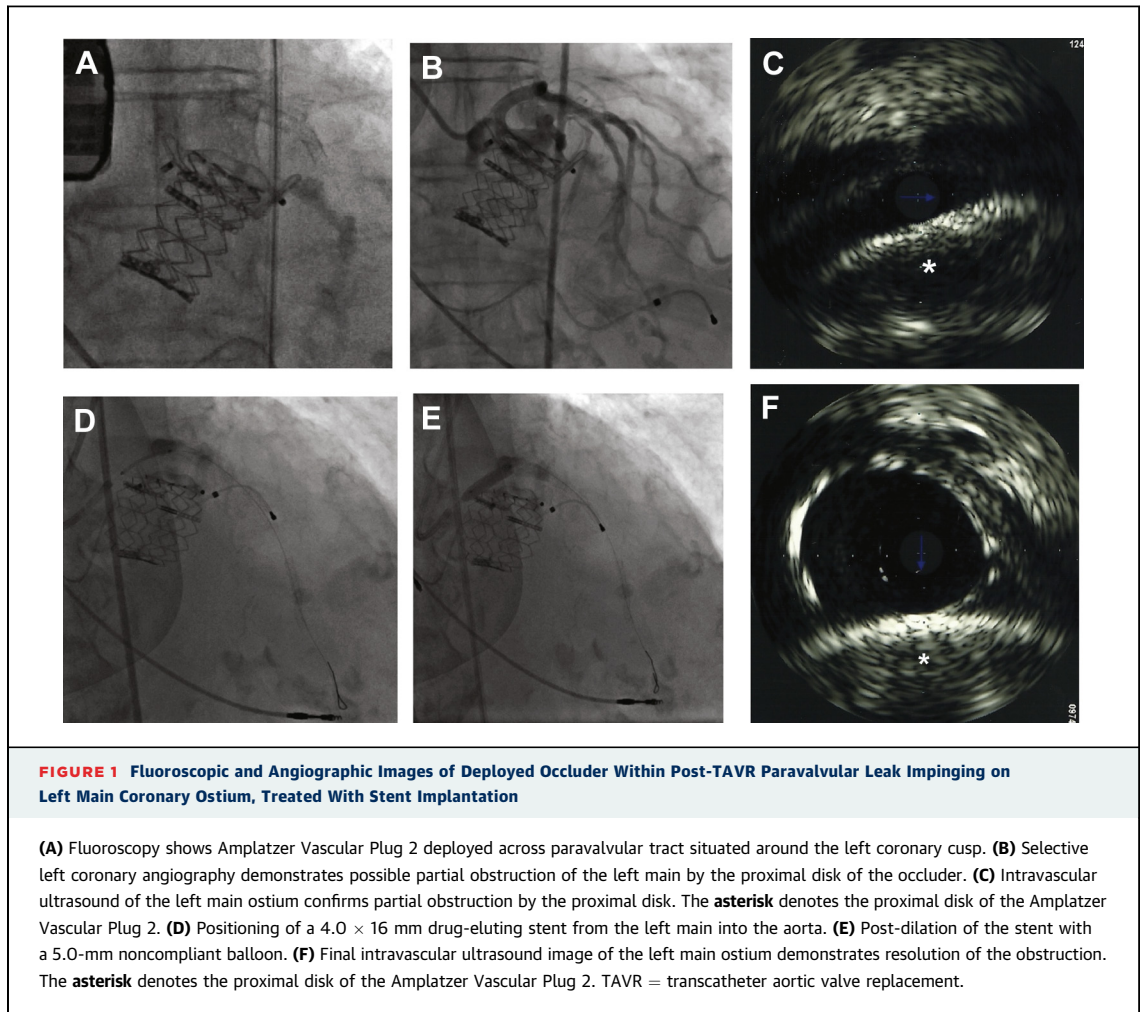 A
B
C
124
D
E
F
0974
FIGURE 1 Fluoroscopic and Angiographic Images of Deployed Occluder Within Post-TAVR Paravalvular Leak Impinging on
Left Main Coronary Ostium, Treated With Stent Implantation
(A) Fluoroscopy shows Amplatzer Vascular Plug 2 deployed across paravalvular tract situated around the left coronary cusp. (B) Selective
left coronary angiography demonstrates possible partial obstruction of the left main by the proximal disk of the occluder. (C) Intravascular
ultrasound of the left main ostium confirms partial obstruction by the proximal disk. The asterisk denotes the proximal disk of the Amplatzer
Vascular Plug 2. (D) Positioning of a 4.0 × 16 mm drug-eluting stent from the left main into the aorta. (E) Post-dilation of the stent with
a 5.0-mm noncompliant balloon. (F) Final intravascular ultrasound image of the left main ostium demonstrates resolution of the obstruction.
The asterisk denotes the proximal disk of the Amplatzer Vascular Plug 2. TAVR = transcatheter aortic valve replacement.